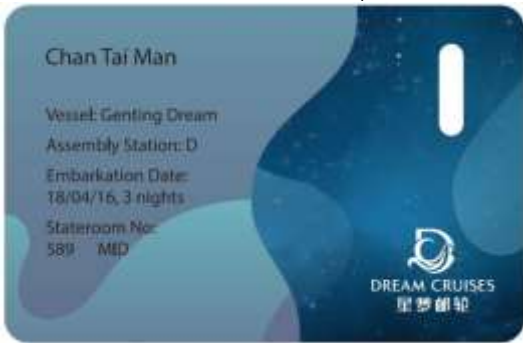 Chan Tai Man
Vessel: Genting Dream
Assembly Station: D
Embarkation Date:
18/04/16, 3 nights
Stateroom No:
589 MID
DREAM CRUISES
星梦邮轮